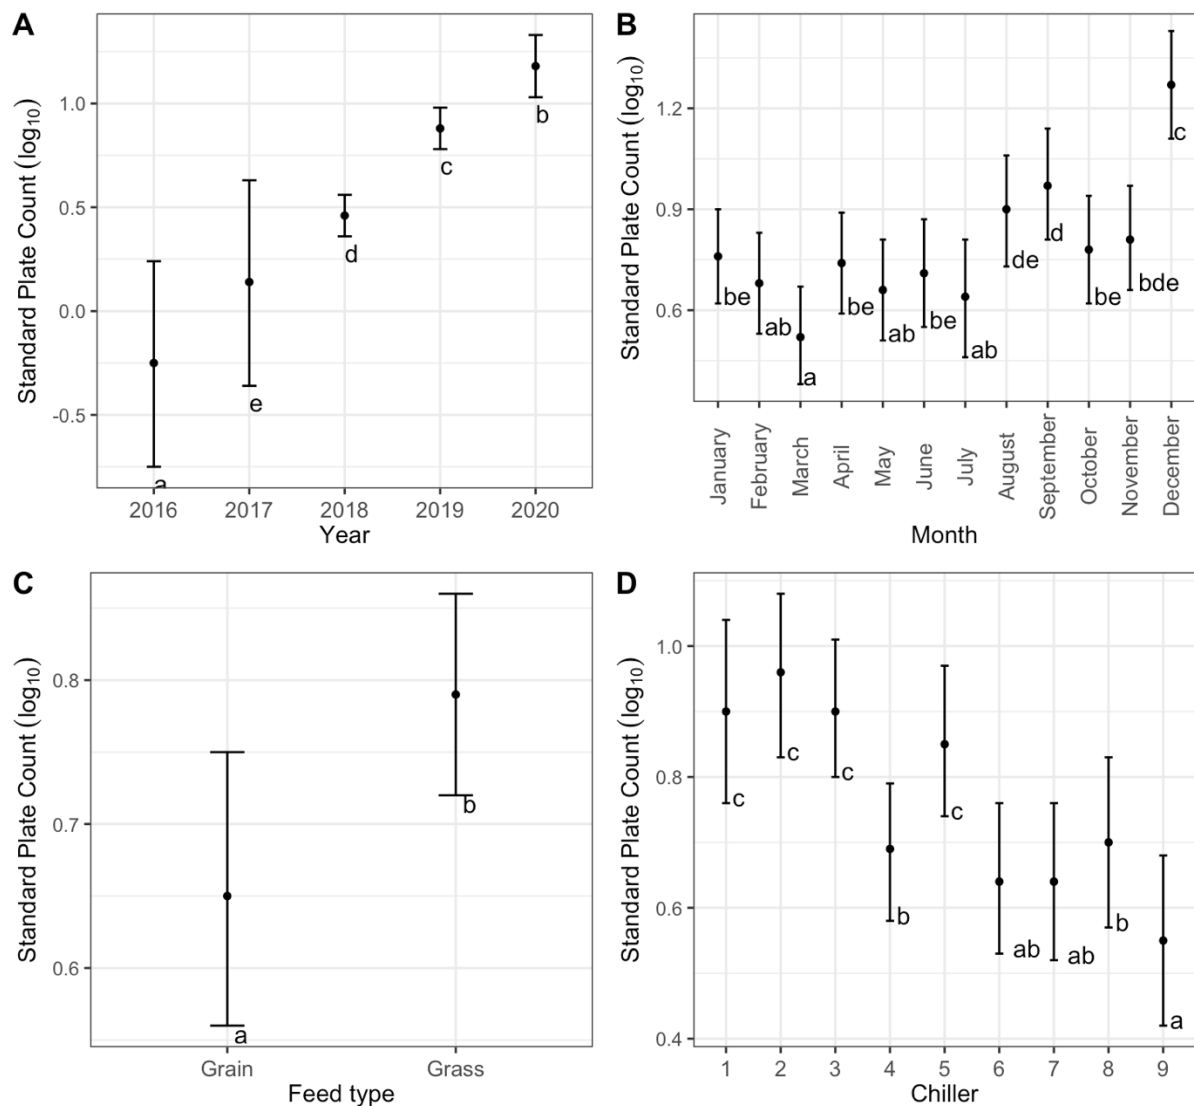 A
Standard Plate Count (log₁₀)
1.0
0.5
0.0
-0.5
a
e
d
c
b
2016 2017 2018 2019 2020
Year
B
Standard Plate Count (log₁₀)
1.2
0.9
0.6
be
ab
a
be
ab
be
ab
de
d
be
bde
c
January
February
March
April
May
June
July
August
September
October
November
December
Month
C
Standard Plate Count (log₁₀)
0.8
0.7
0.6
a
b
Grain Grass
Feed type
D
Standard Plate Count (log₁₀)
1.0
0.8
0.6
0.4
c
c
c
b
c
ab
ab
b
a
1 2 3 4 5 6 7 8 9
Chiller